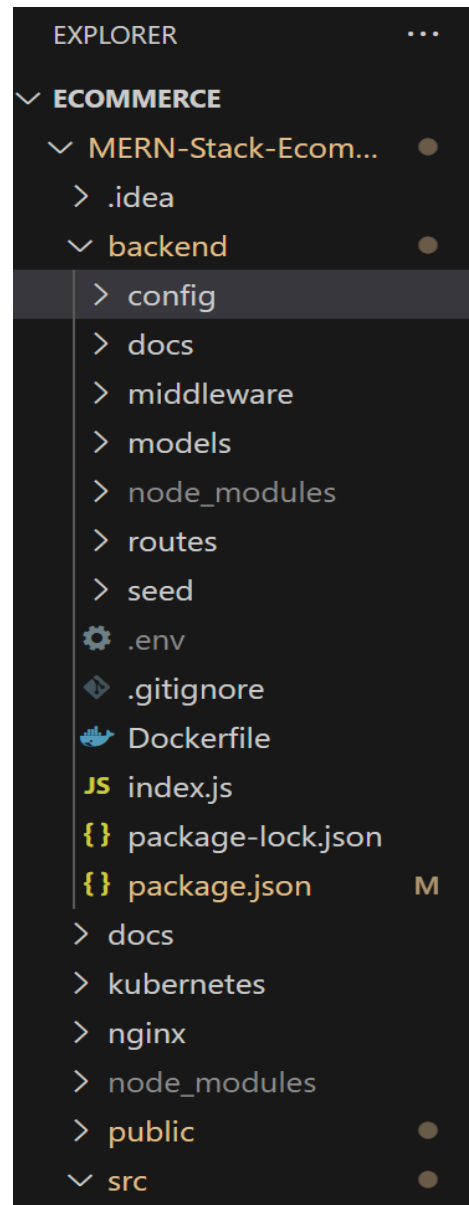 EXPLORER ...
ECOMMERCE
MERN-Stack-Ecom...
.idea
backend
config
docs
middleware
models
node_modules
routes
seed
.env
.gitignore
Dockerfile
JS index.js
{} package-lock.json
{} package.json M
docs
kubernetes
nginx
node_modules
public
src